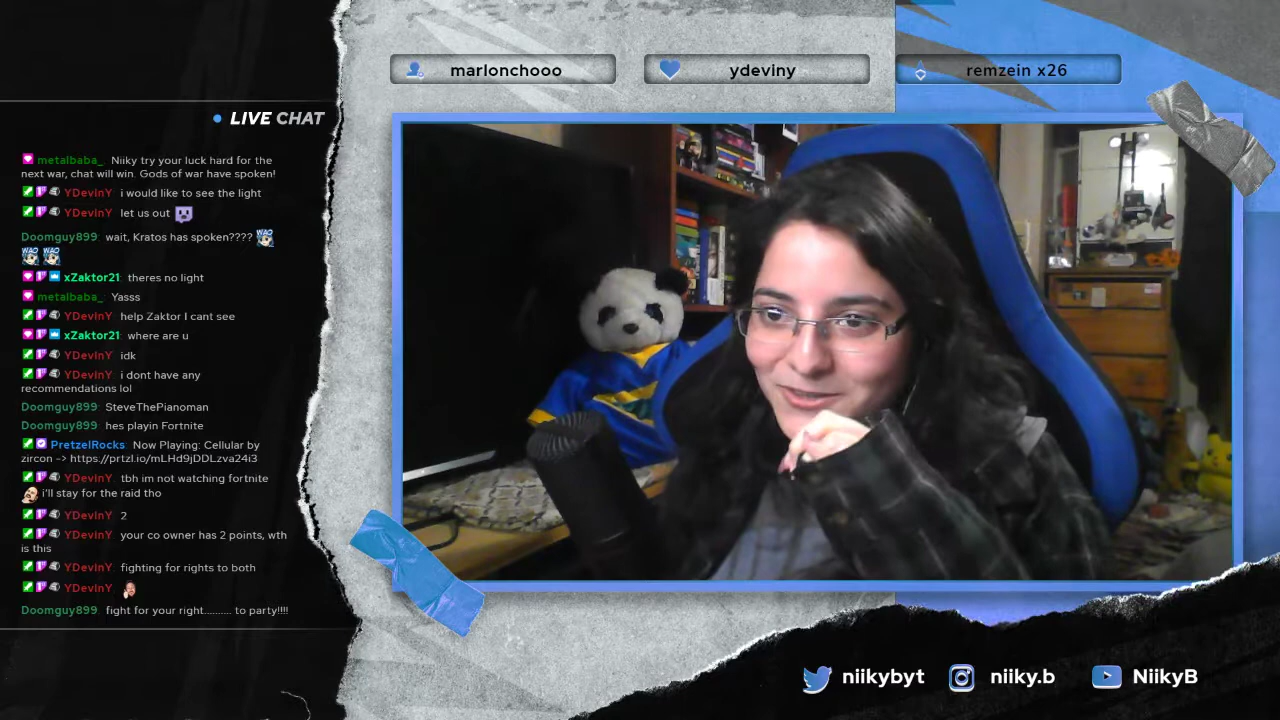 marlonchooo
ydeviny
remzein x26
LIVE CHAT
metalbaba_: Niiky try your luck hard for the
next war, chat will win. Gods of war have spoken!
YDevinY: i would like to see the light
YDevinY: let us out
Doomguy899: wait, Kratos has spoken????
WAO
WAO WAO
xZaktor21: theres no light
metalbaba_: Yasss
YDevinY: help Zaktor I cant see
xZaktor21: where are u
YDevinY: idk
YDevinY: i dont have any
recommendations lol
Doomguy899: SteveThePianoman
Doomguy899: hes playin Fortnite
PretzelRocks: Now Playing: Cellular by
zircon -> https://prtzl.io/mLHd9jDDLzva24i3
YDevinY: tbh im not watching fortnite
i'll stay for the raid tho
YDevinY: 2
YDevinY: your co owner has 2 points, wth
is this
YDevinY: fighting for rights to both
YDevinY:
Doomguy899: fight for your right.......... to party!!!!
niikybyt
niiky.b
NiikyB